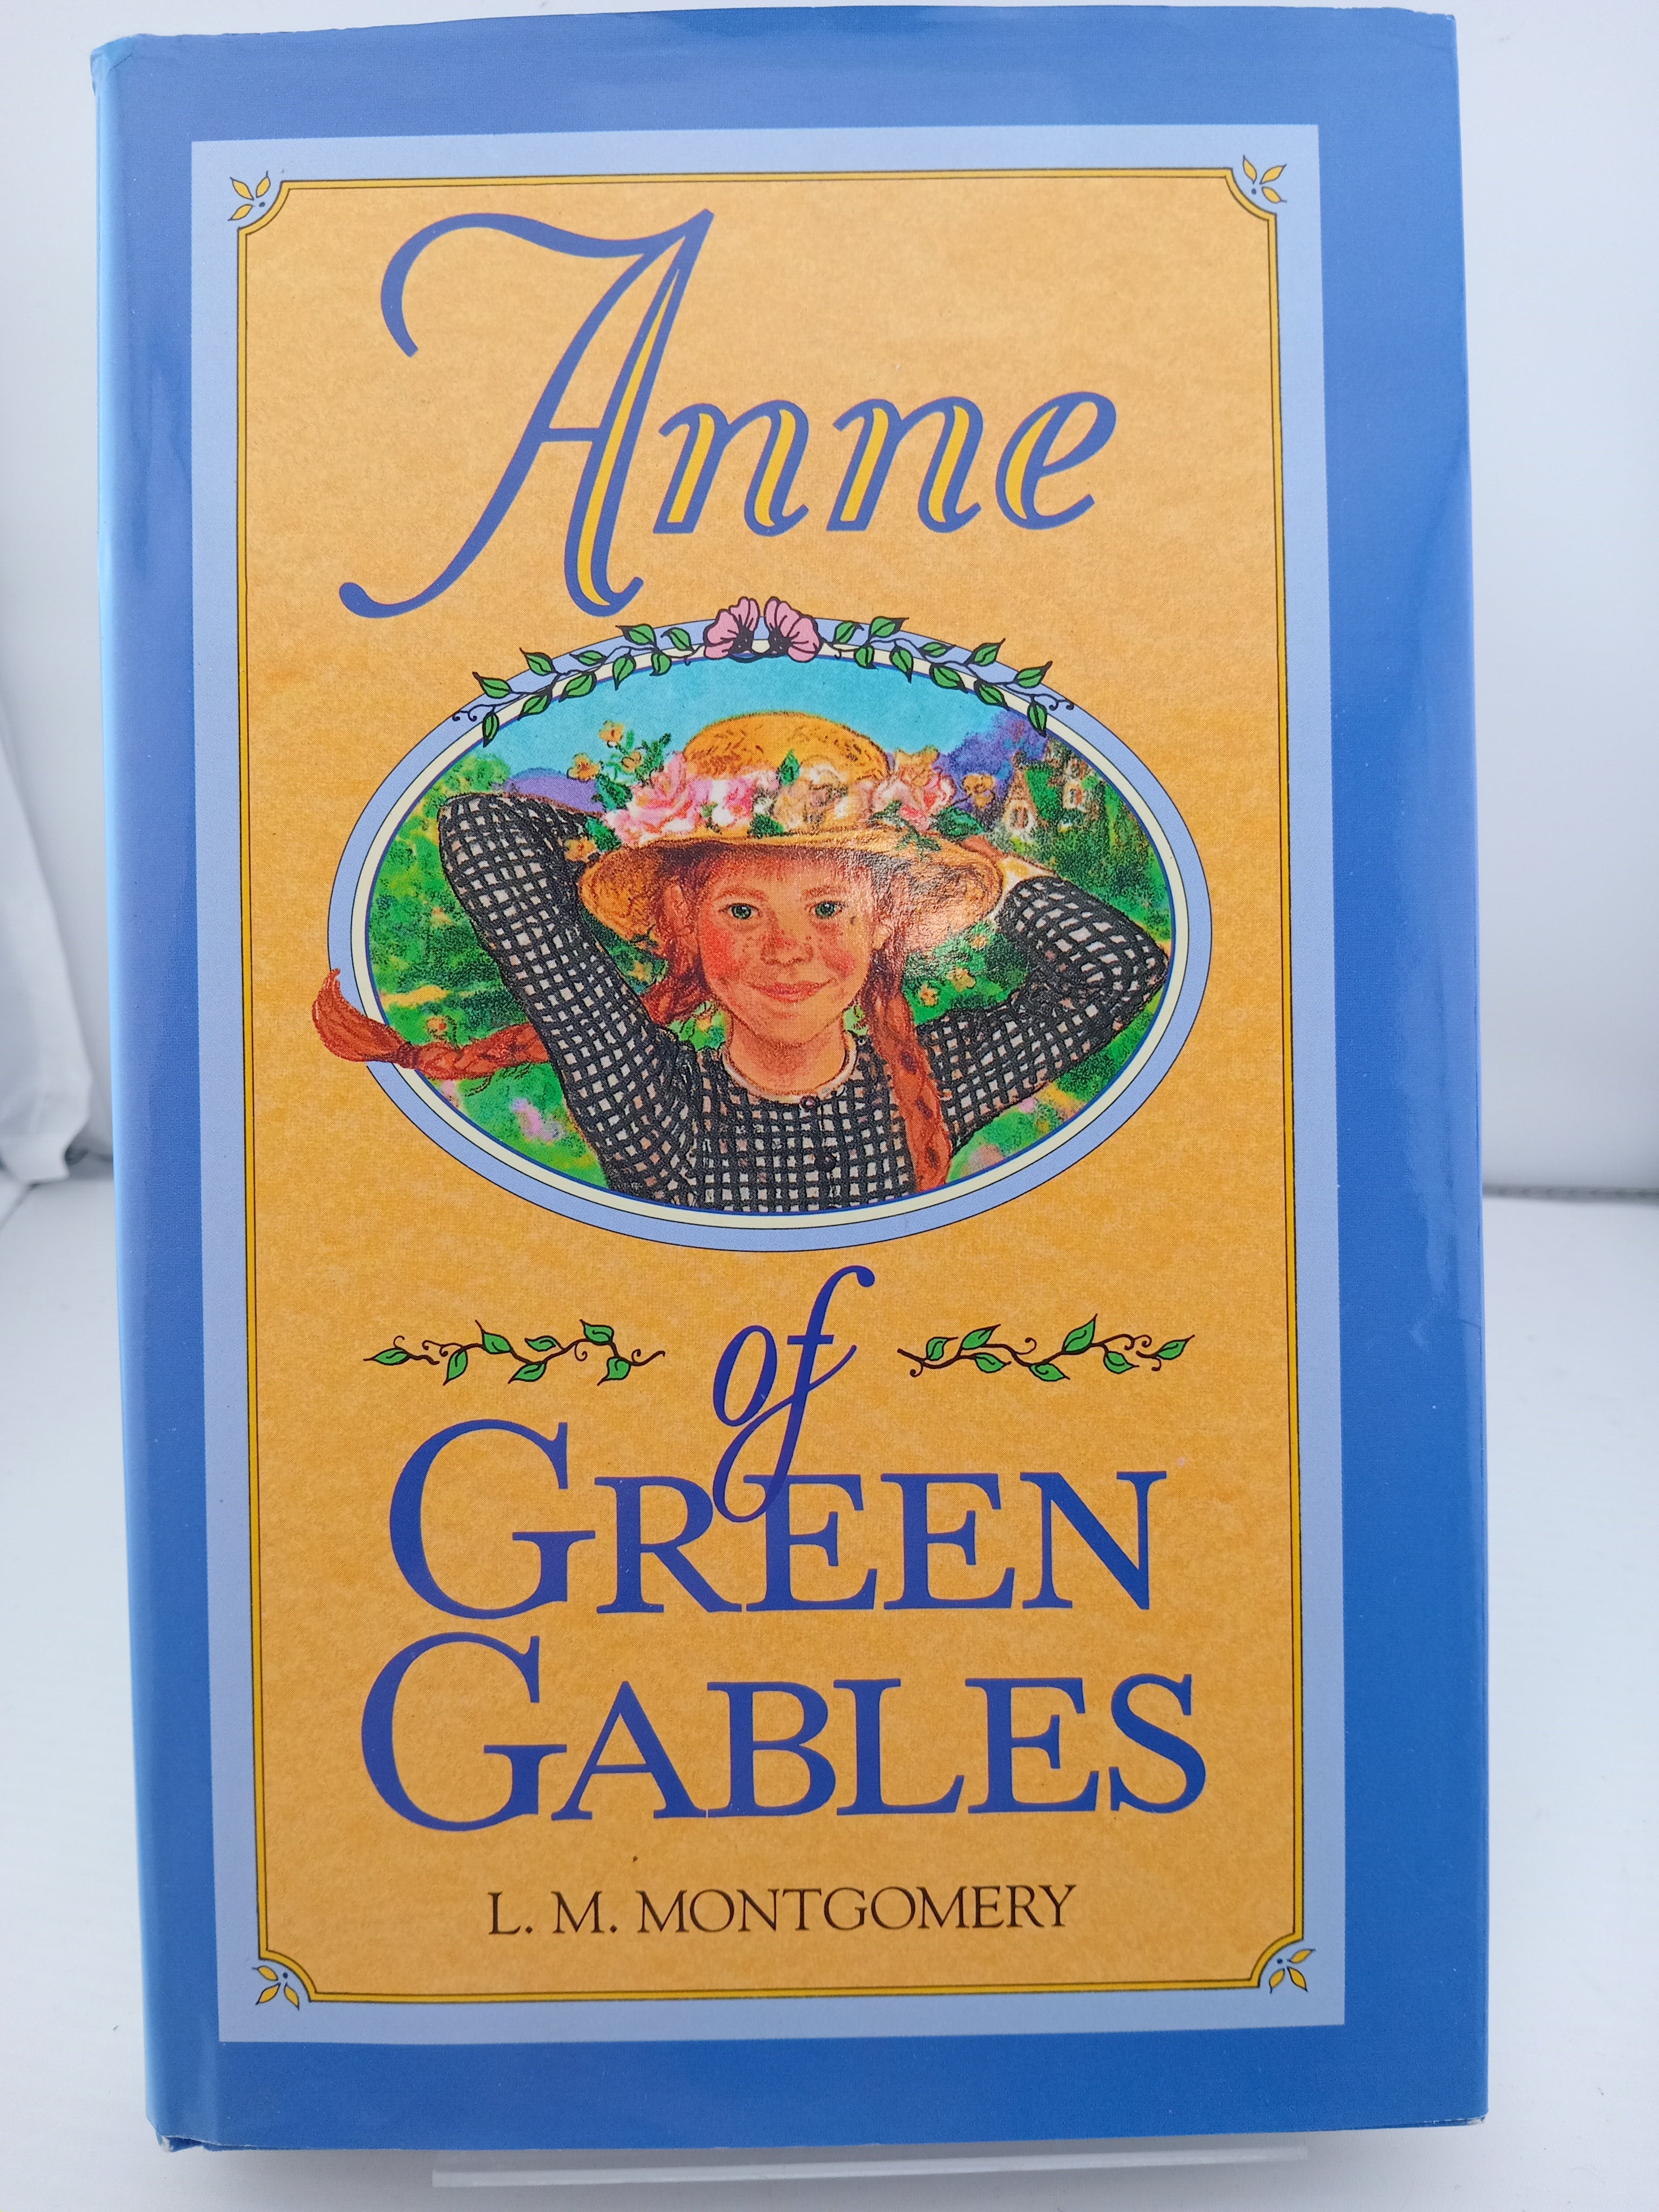 Anne
of
GREEN
GABLES
L. M. MONTGOMERY